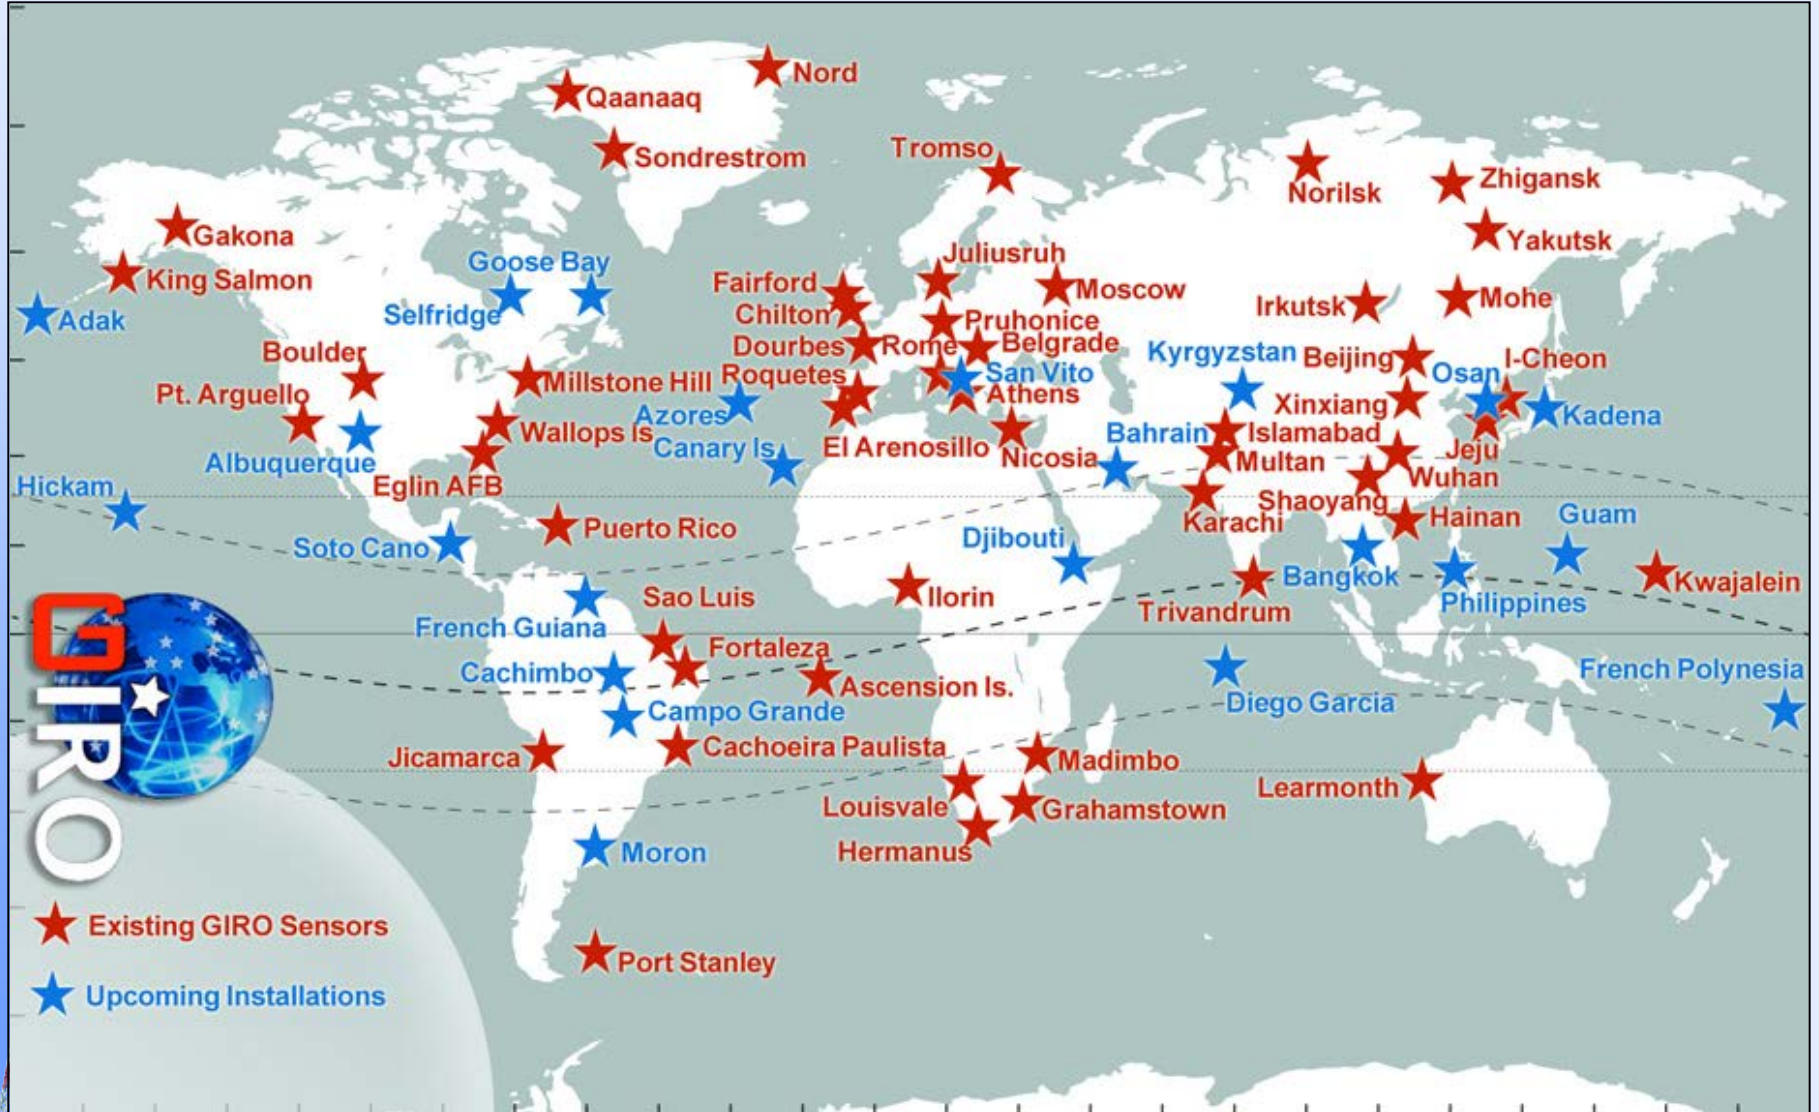 Nord
Qaanaaq
Sondrestrom
Tromso
Norilsk
Zhigansk
Yakutsk
Gakona
King Salmon
Adak
Goose Bay
Selfridge
Juliusruh
Fairford
Chilton
Moscow
Irkutsk
Mohe
Pruhonice
Dourbes
Rome
Belgrade
Boulder
Kyrgyzstan
Beijing
I-Cheon
Roquetes
San Vito
Osan
Millstone Hill
Pt. Arguello
Athens
Azores
Xinxiang
Kadena
Wallops Is
Canary Is
El Arenosillo
Nicosia
Bahrain
Islamabad
Jeju
Albuquerque
Multan
Wuhan
Hickam
Eglin AFB
Shaoyang
Karachi
Hainan
Guam
Puerto Rico
Soto Cano
Djibouti
Bangkok
Kwajalein
Ilorin
Sao Luis
Trivandrum
Philippines
French Guiana
Fortaleza
Cachimbo
Ascension Is.
French Polynesia
Campo Grande
Diego Garcia
Jicamarca
Cachoeira Paulista
Madimbo
Learmonth
Louisvale
Grahamstown
Hermanus
Moron
Port Stanley
GIRO
Existing GIRO Sensors
Upcoming Installations